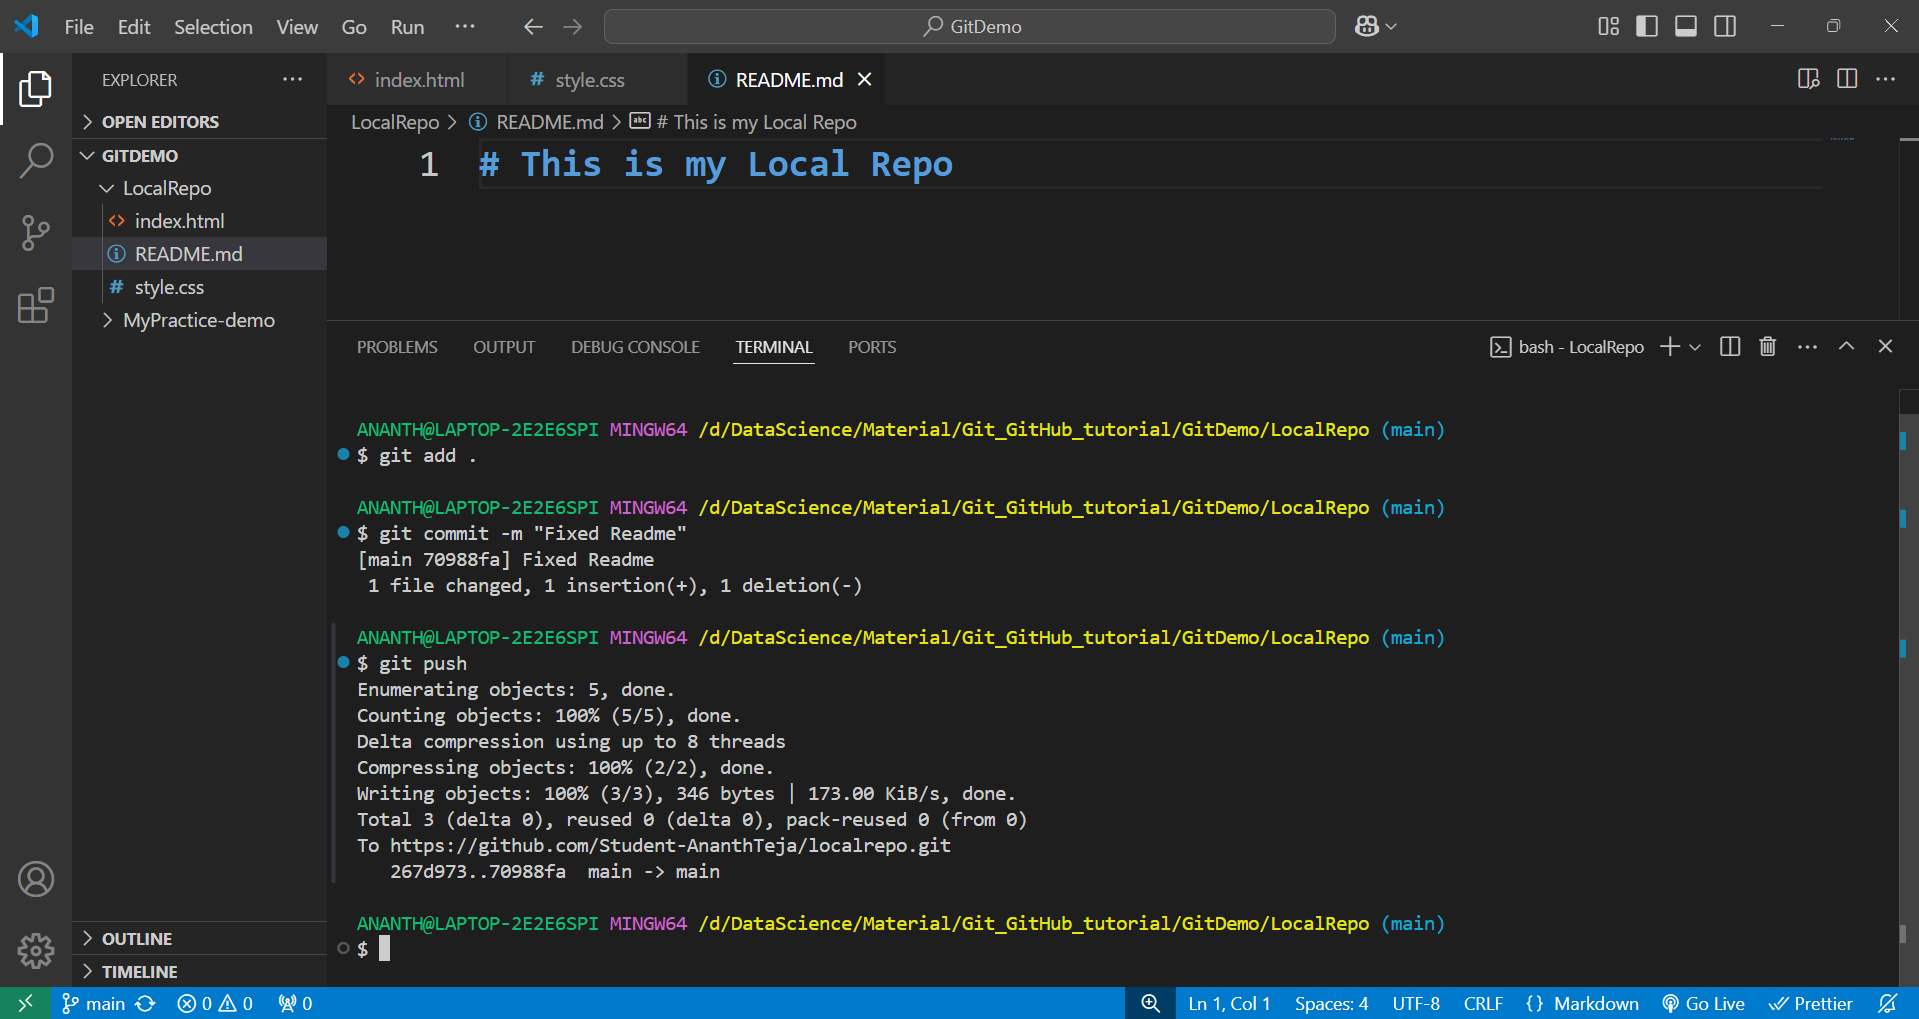 File Edit Selection View Go Run ··· GitDemo
EXPLORER ···
index.html
style.css
README.md
OPEN EDITORS
LocalRepo > README.md > # This is my Local Repo
GITDEMO
LocalRepo
index.html
README.md
style.css
MyPractice-demo
1 # This is my Local Repo
PROBLEMS OUTPUT DEBUG CONSOLE TERMINAL PORTS
bash - LocalRepo
ANANTH@LAPTOP-2E2E6SPI MINGW64 /d/DataScience/Material/Git_GitHub_tutorial/GitDemo/LocalRepo (main)
$ git add .
ANANTH@LAPTOP-2E2E6SPI MINGW64 /d/DataScience/Material/Git_GitHub_tutorial/GitDemo/LocalRepo (main)
$ git commit -m "Fixed Readme"
[main 70988fa] Fixed Readme
1 file changed, 1 insertion(+), 1 deletion(-)
ANANTH@LAPTOP-2E2E6SPI MINGW64 /d/DataScience/Material/Git_GitHub_tutorial/GitDemo/LocalRepo (main)
$ git push
Enumerating objects: 5, done.
Counting objects: 100% (5/5), done.
Delta compression using up to 8 threads
Compressing objects: 100% (2/2), done.
Writing objects: 100% (3/3), 346 bytes | 173.00 KiB/s, done.
Total 3 (delta 0), reused 0 (delta 0), pack-reused 0 (from 0)
To https://github.com/Student-AnanthTeja/localrepo.git
267d973..70988fa  main -> main
ANANTH@LAPTOP-2E2E6SPI MINGW64 /d/DataScience/Material/Git_GitHub_tutorial/GitDemo/LocalRepo (main)
$
OUTLINE
TIMELINE
main 0 0 0 Ln 1, Col 1 Spaces: 4 UTF-8 CRLF {} Markdown Go Live Prettier